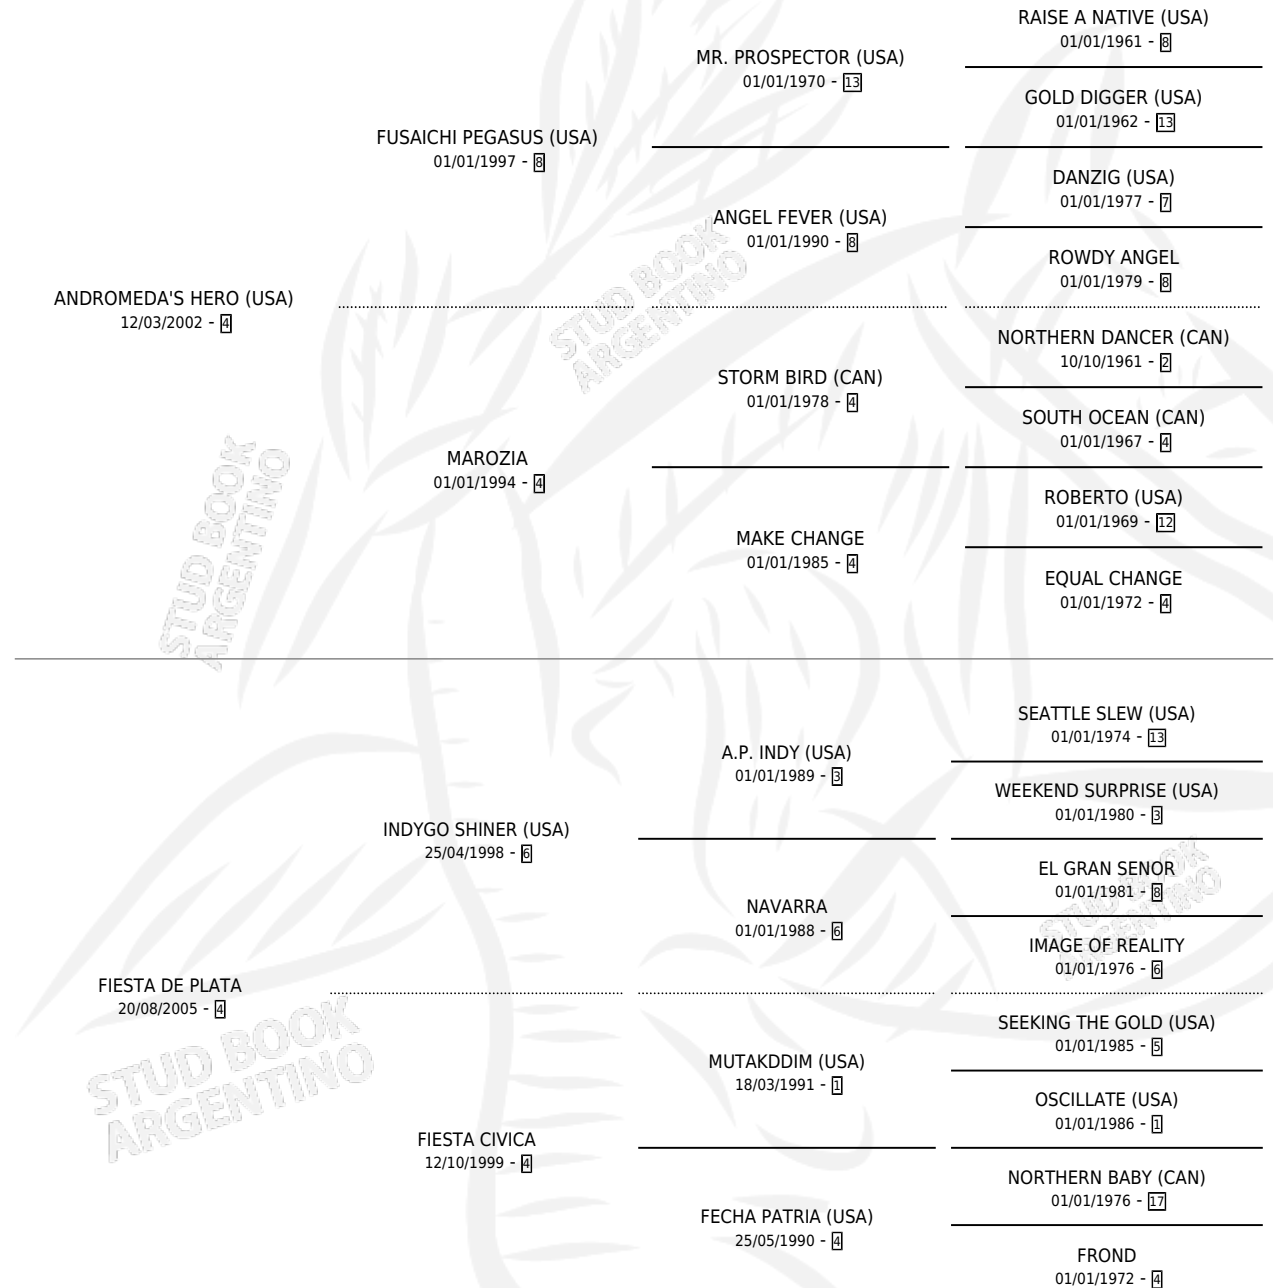 RAISE A NATIVE (USA)
01/01/1961 - 8
MR. PROSPECTOR (USA)
01/01/1970 - 13
GOLD DIGGER (USA)
01/01/1962 - 13
FUSAICHI PEGASUS (USA)
01/01/1997 - 8
DANZIG (USA)
01/01/1977 - 7
ANGEL FEVER (USA)
01/01/1990 - 8
ROWDY ANGEL
01/01/1979 - 8
ANDROMEDA'S HERO (USA)
12/03/2002 - 4
NORTHERN DANCER (CAN)
10/10/1961 - 2
STORM BIRD (CAN)
01/01/1978 - 4
SOUTH OCEAN (CAN)
01/01/1967 - 4
MAROZIA
01/01/1994 - 4
ROBERTO (USA)
01/01/1969 - 12
MAKE CHANGE
01/01/1985 - 4
EQUAL CHANGE
01/01/1972 - 4
SEATTLE SLEW (USA)
01/01/1974 - 13
A.P. INDY (USA)
01/01/1989 - 3
WEEKEND SURPRISE (USA)
01/01/1980 - 3
INDYGO SHINER (USA)
25/04/1998 - 6
EL GRAN SENOR
01/01/1981 - 8
NAVARRA
01/01/1988 - 6
IMAGE OF REALITY
01/01/1976 - 6
FIESTA DE PLATA
20/08/2005 - 4
SEEKING THE GOLD (USA)
01/01/1985 - 5
MUTAKDDIM (USA)
18/03/1991 - 1
OSCILLATE (USA)
01/01/1986 - 1
FIESTA CIVICA
12/10/1999 - 4
NORTHERN BABY (CAN)
01/01/1976 - 17
FECHA PATRIA (USA)
25/05/1990 - 4
FROND
01/01/1972 - 4
STUD BOOK
ARGENTINO
STUD BOOK
ARGENTINO
STUD BOOK
ARGENTINO
STUD BOOK
ARGENTINO